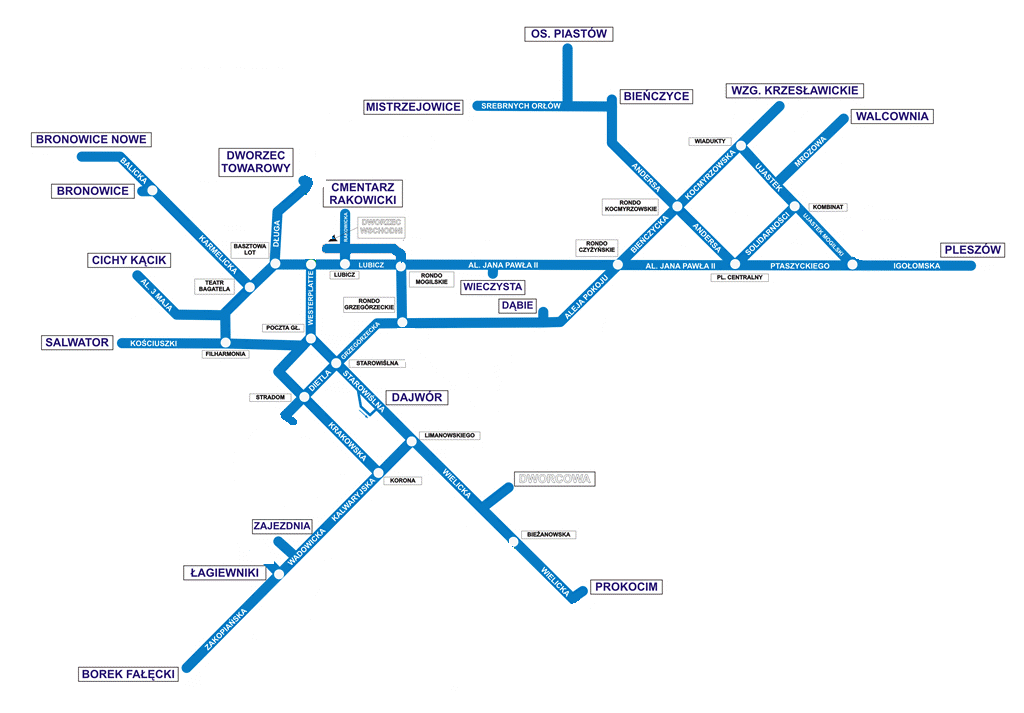 OS. PIASTÓW
WZG. KRZESŁAWICKIE
MISTRZEJOWICE
SREBRNYCH ORŁÓW
BIEŃCZYCE
WALCOWNIA
BRONOWICE NOWE
WIADUKTY
MROZOWA
DWORZEC
TOWAROWY
BALICKA
ANDERSA
KOCMYRZOWSKA
UJASTEK
BRONOWICE
CMENTARZ
RAKOWICKI
RONDO
KOCMYRZOWSKIE
KOMBINAT
RAKOWICKA
DWORZEC
WSCHODNI
DŁUGA
KARMELICKA
BASZTOWA
LOT
RONDO
CZYŻYŃSKIE
BIEŃCZYCKA
ANDERSA
SOLIDARNOŚCI
UJASTEK MOGILSKI
PLESZÓW
CICHY KĄCIK
LUBICZ
AL. JANA PAWŁA II
AL. JANA PAWŁA II
PTASZYCKIEGO
IGOŁOMSKA
LUBICZ
RONDO
MOGILSKIE
PL. CENTRALNY
AL. 3 MAJA
TEATR
BAGATELA
WESTERPLATTE
WIECZYSTA
ALEJA POKOJU
RONDO
GRZEGÓRZECKIE
DĄBIE
POCZTA GŁ.
SALWATOR
KOŚCIUSZKI
GRZEGÓRZECKA
FILHARMONIA
STAROWIŚLNA
DIETLA
STAROWIŚLNA
STRADOM
DAJWÓR
KRAKOWSKA
LIMANOWSKIEGO
WIELICKA
KORONA
DWORCOWA
KALWARYJSKA
ZAJEZDNIA
WADOWICKA
BIEŻANOWSKA
ŁAGIEWNIKI
WIELICKA
PROKOCIM
ZAKOPIAŃSKA
BOREK FAŁĘCKI